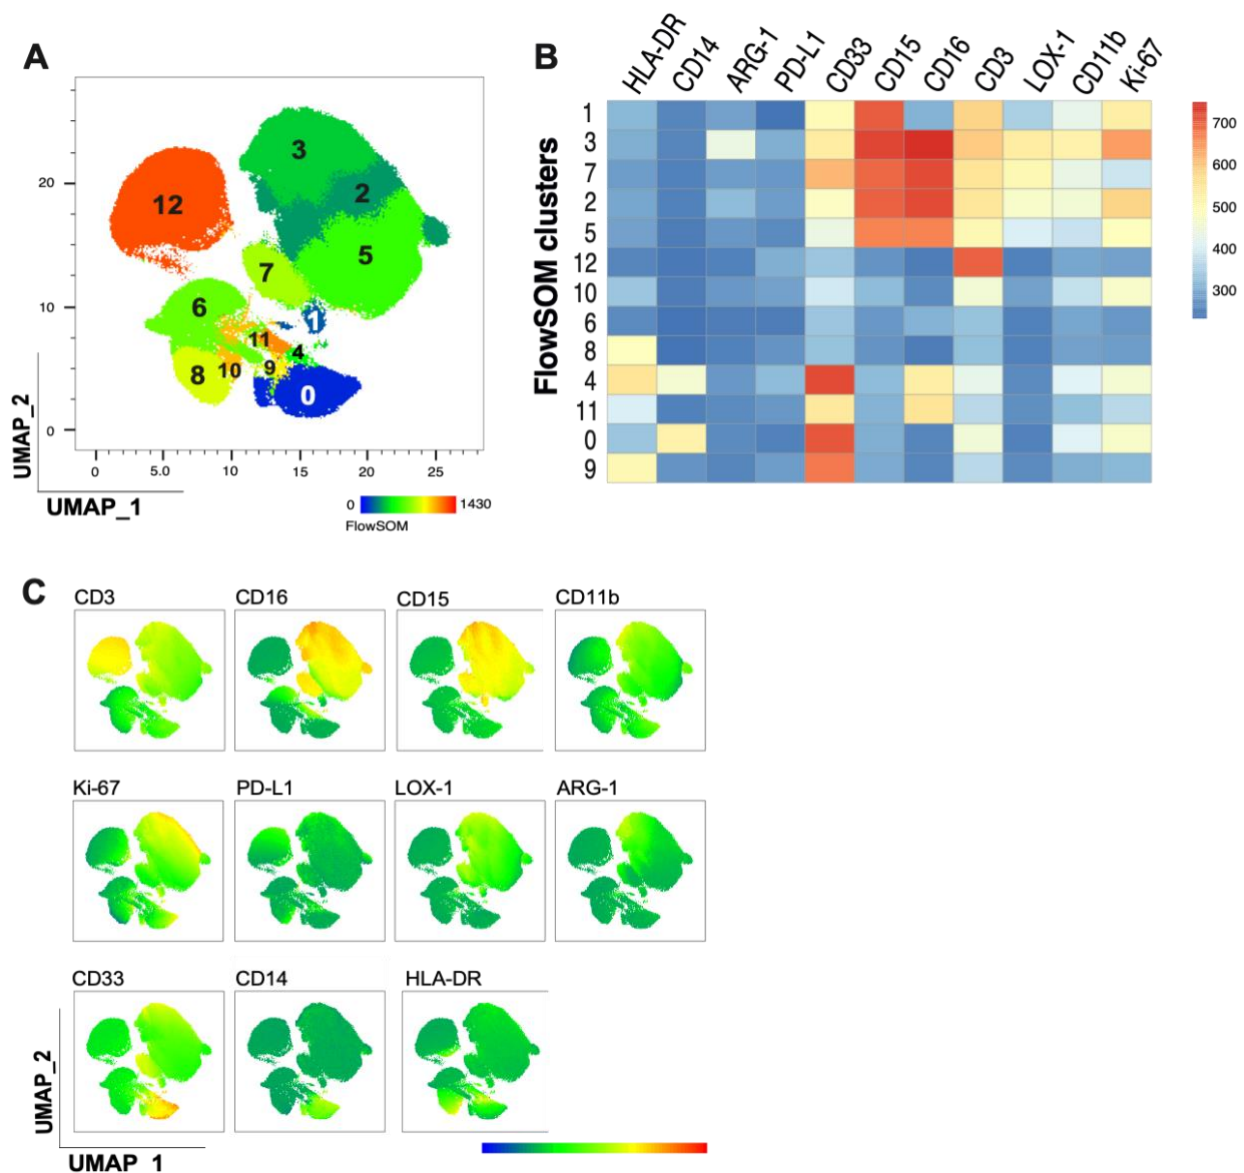 A
3
12
2
5
7
6
1
11
4
8
10
9
0
20
10
0
0
5.0
10
15
20
25
UMAP_2
UMAP_1
0
1430
FlowSOM
B
HLA-DR
CD14
ARG-1
PD-L1
CD33
CD15
CD16
CD3
LOX-1
CD11b
Ki-67
FlowSOM clusters
1
3
7
2
5
12
10
6
8
4
11
0
9
700
600
500
400
300
C
CD3
CD16
CD15
CD11b
Ki-67
PD-L1
LOX-1
ARG-1
CD33
CD14
HLA-DR
UMAP_2
UMAP_1